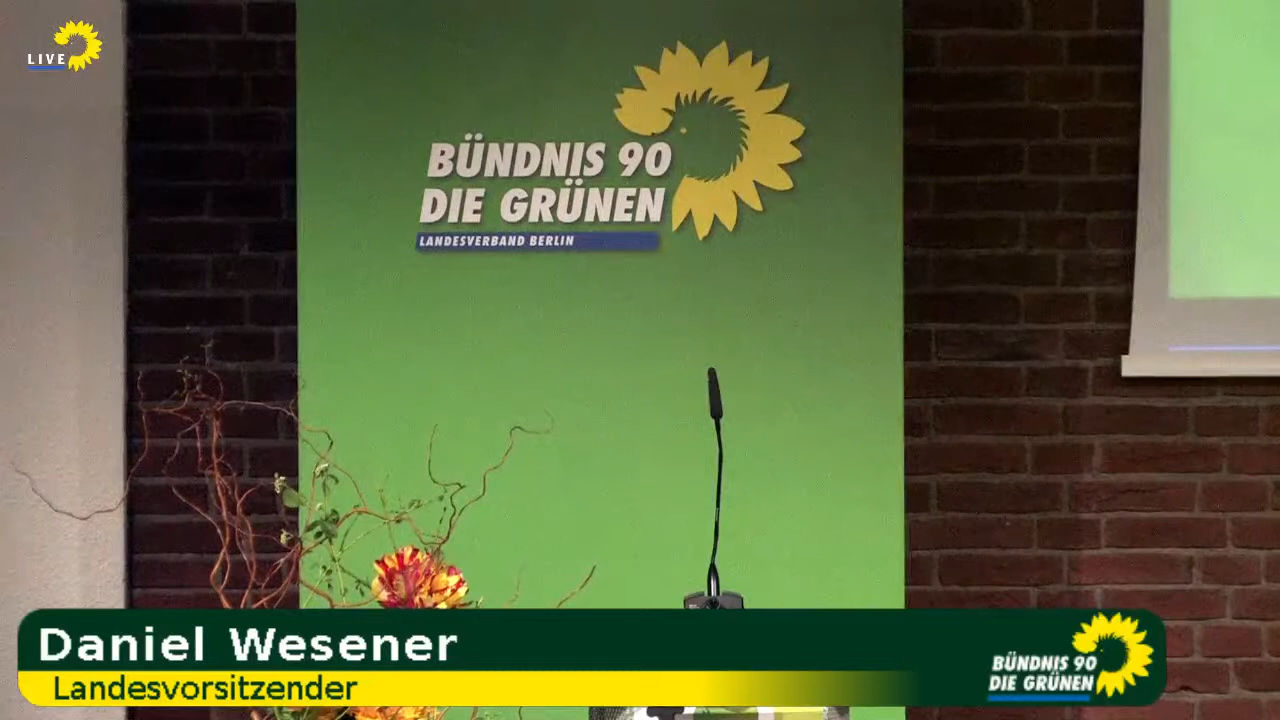 LIVE
BÜNDNIS 90
DIE GRÜNEN
LANDESVERBAND BERLIN
Daniel Wesener
Landesvorsitzender
BÜNDNIS 90
DIE GRÜNEN